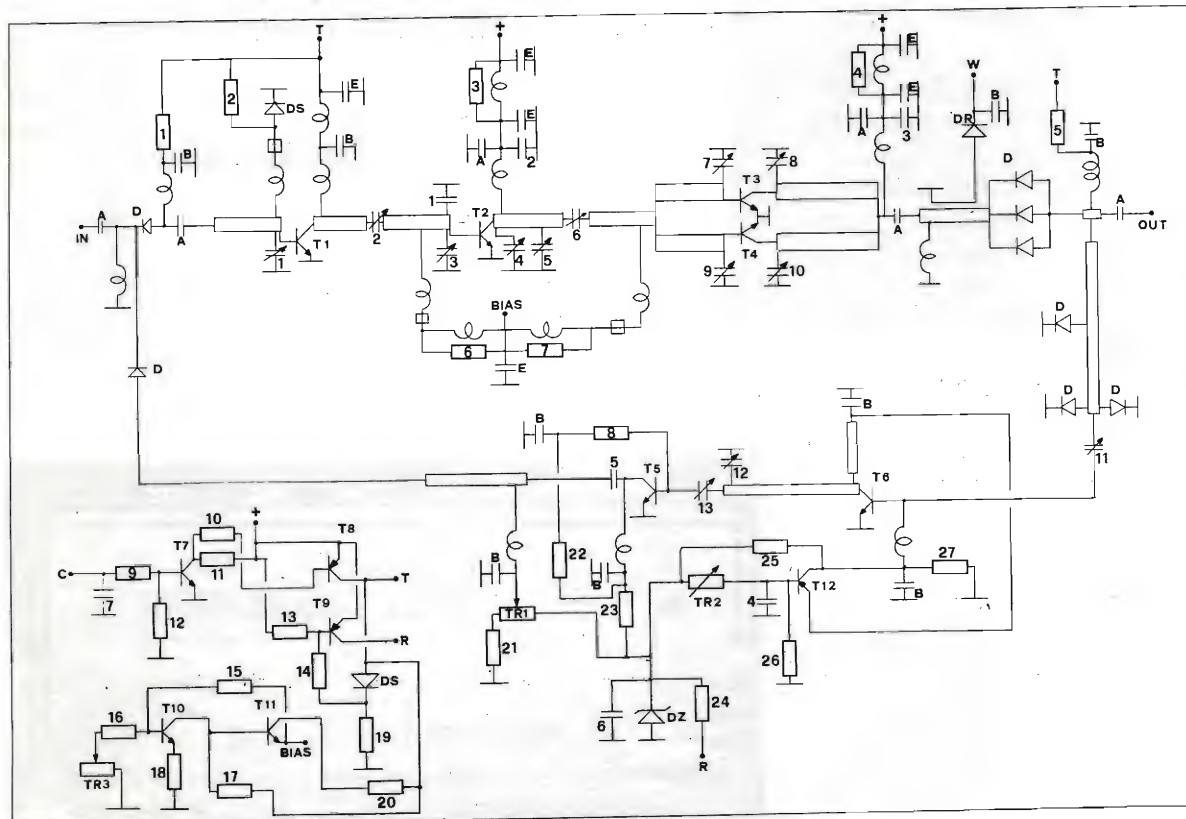 T + + W T
E E E
2 3 4 B
DS DR 5
1 E E B
B B A 2 A 3 D
7 8
A D 1 T3
IN A T1 2 T2 6 A A
1 3 4 5 T4 OUT
9 10
BIAS
6 7 D
E
D B D D
B 8 11
5 T5 12 T6
10 + T8 13
T7 22 25 27
C 9 11 T B B
7 T9 TR2 4 T12 B
12 13 R TR1 23
14 21 26
15 DS 24
16 T10 T11 6 DZ
BIAS 19
18 17 R
TR3 20